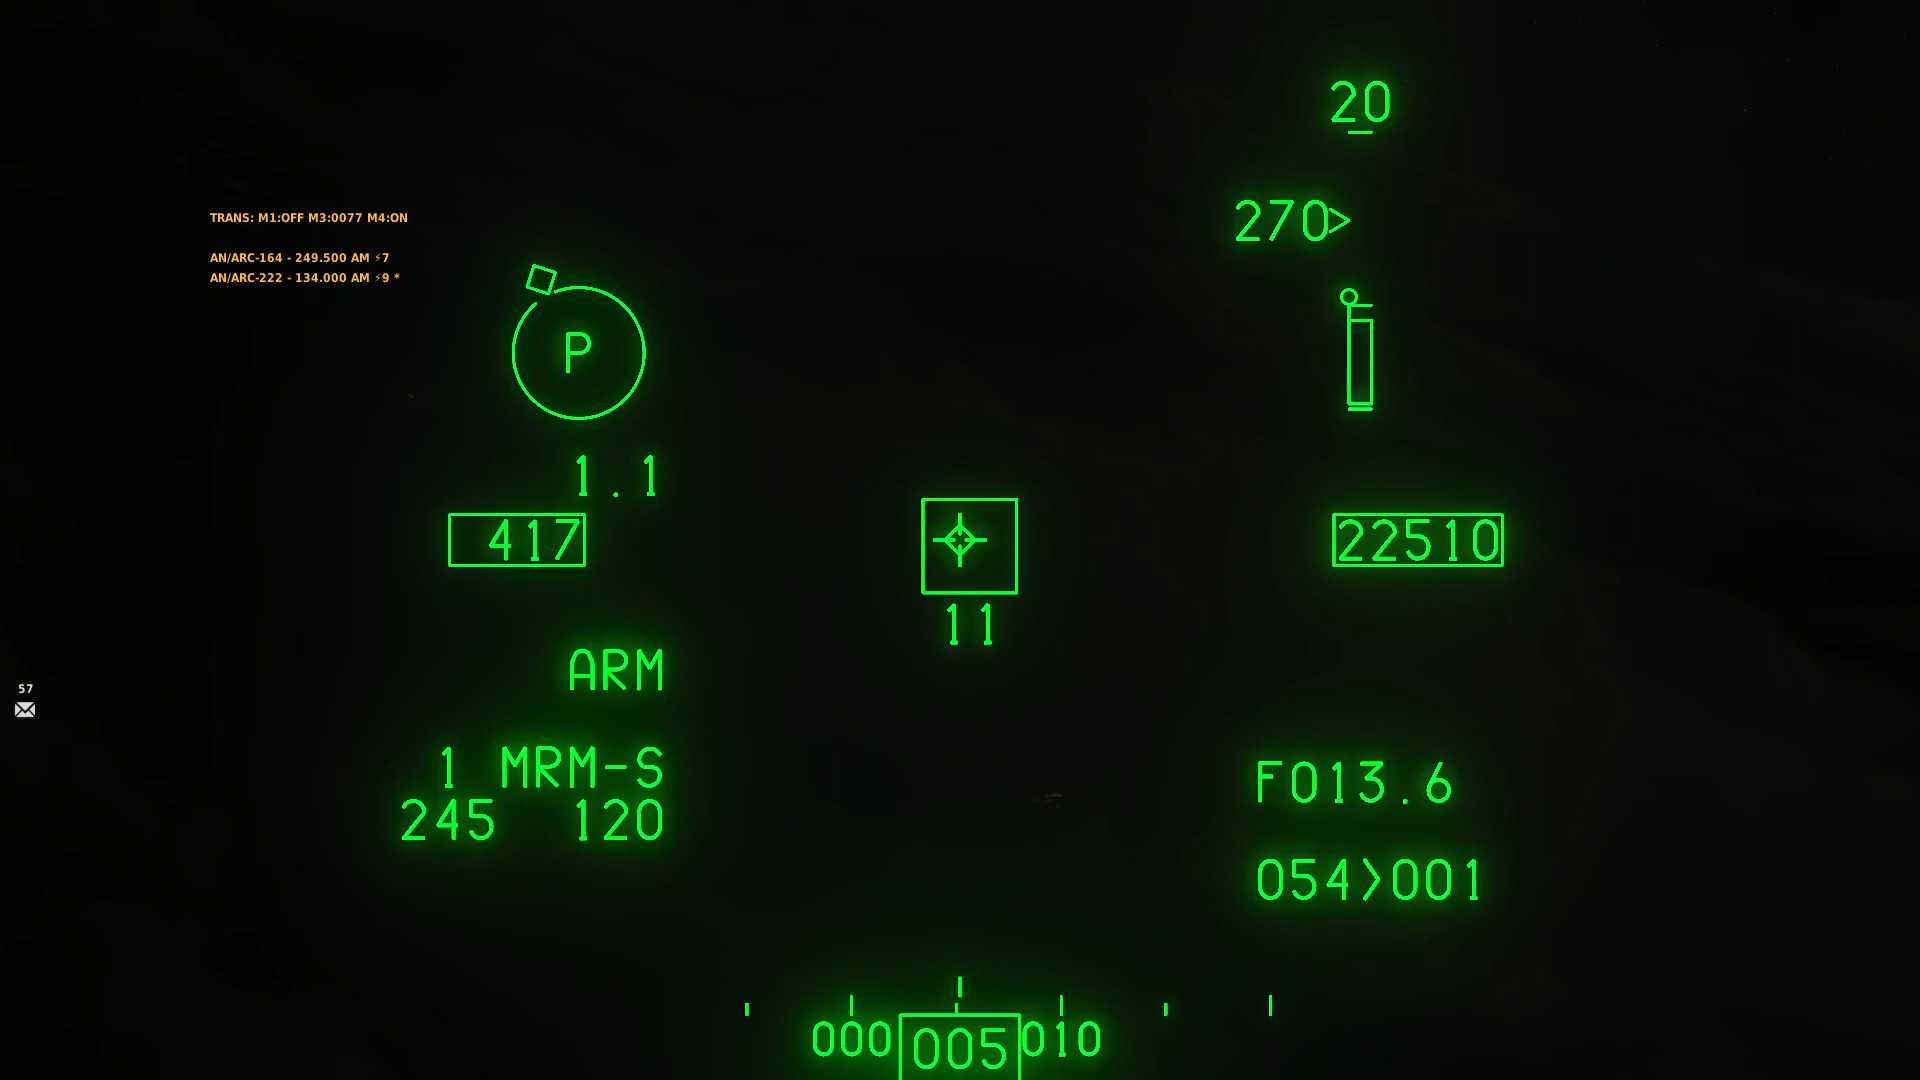 20
270>
TRANS: M1:OFF M3:0077 M4:ON
AN/ARC-164 - 249.500 AM ⚡7
AN/ARC-222 - 134.000 AM ⚡9 *
P
1.1
417
22510
11
ARM
57
1 MRM-S
245 120
F013.6
054>001
000 005 010